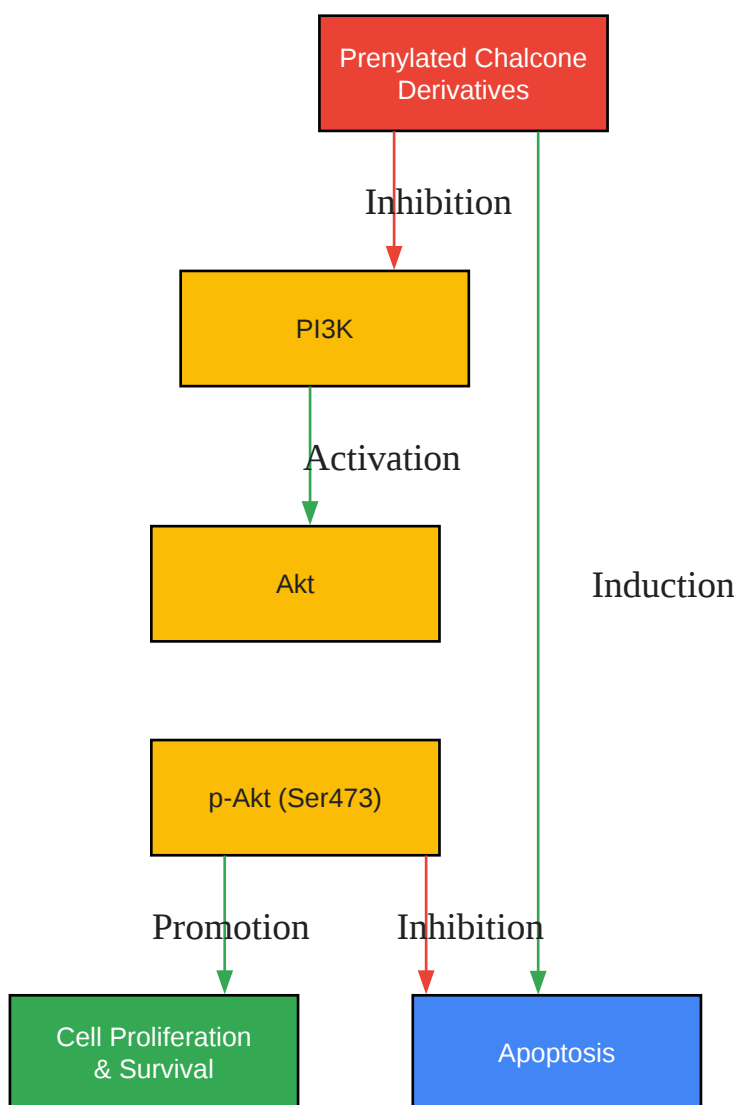 Prenylated Chalcone
Derivatives
Inhibition
PI3K
Activation
Akt
Induction
p-Akt (Ser473)
Promotion
Inhibition
Cell Proliferation
& Survival
Apoptosis